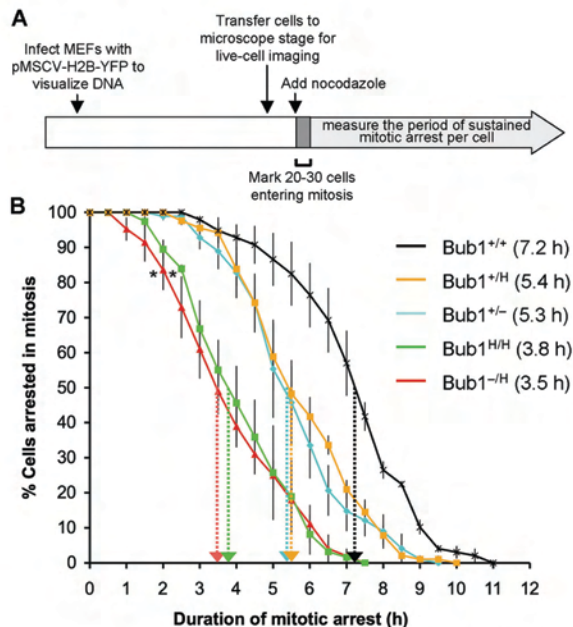 A
Infect MEFs with
pMSCV-H2B-YFP to
visualize DNA
Transfer cells to
microscope stage for
live-cell imaging
Add nocodazole
measure the period of sustained
mitotic arrest per cell
Mark 20-30 cells
entering mitosis
B
% Cells arrested in mitosis
100
90
80
70
60
50
40
30
20
10
0
* *
Bub1+/+ (7.2 h)
Bub1+/H (5.4 h)
Bub1+/– (5.3 h)
Bub1H/H (3.8 h)
Bub1–/H (3.5 h)
0 1 2 3 4 5 6 7 8 9 10 11 12
Duration of mitotic arrest (h)